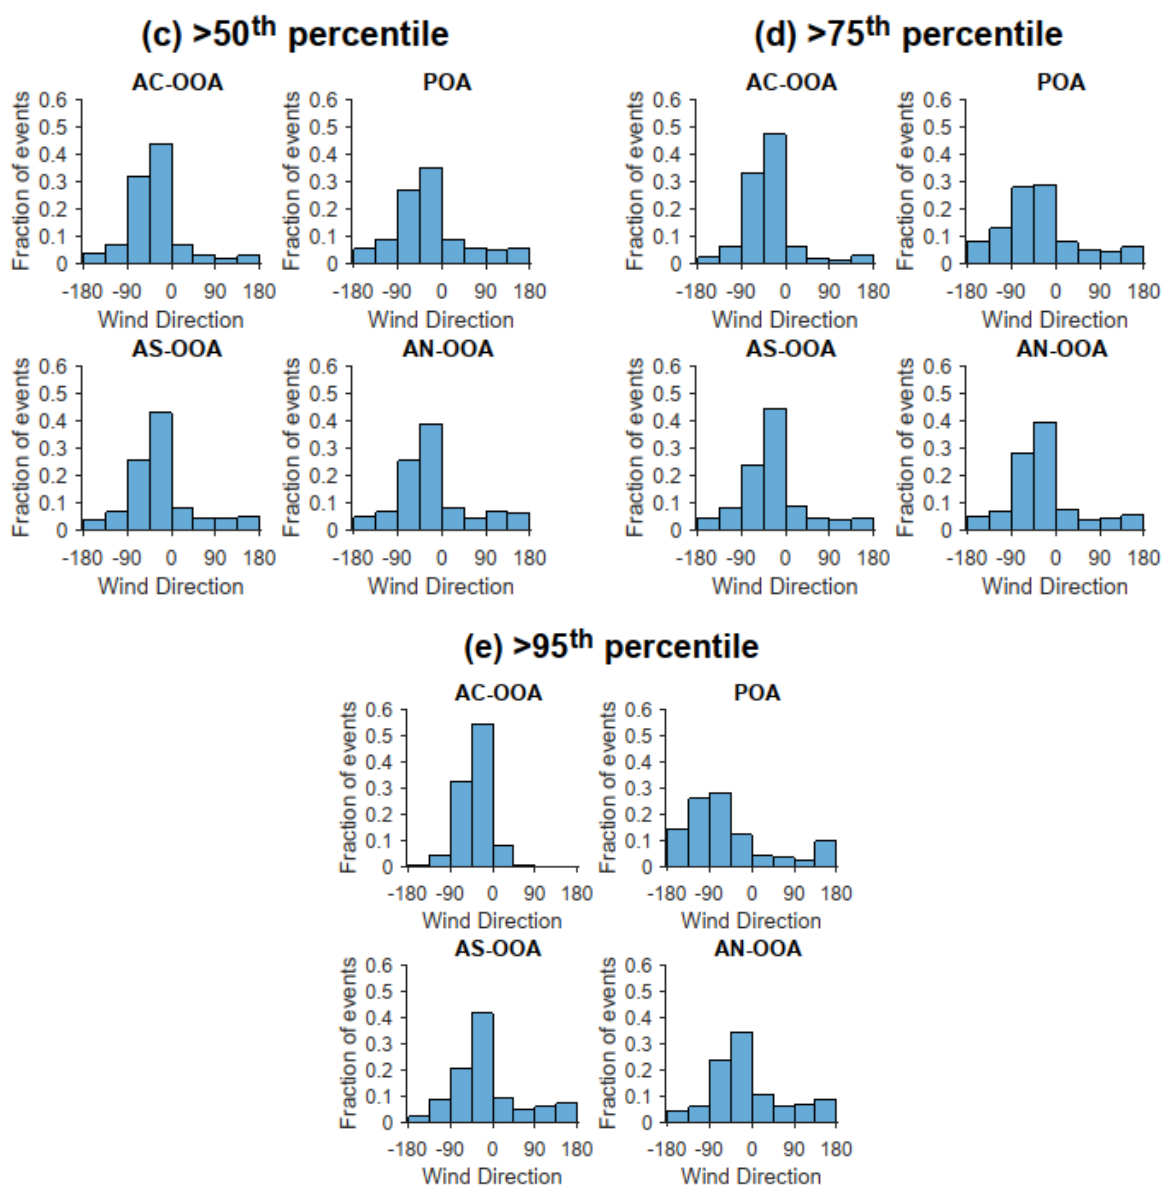 (c) >50th percentile
(d) >75th percentile
AC-OOA
POA
AC-OOA
POA
Fraction of events
0.6
0.5
0.4
0.3
0.2
0.1
0
-180 -90 0 90 180
Wind Direction
Fraction of events
0.6
0.5
0.4
0.3
0.2
0.1
0
-180 -90 0 90 180
Wind Direction
Fraction of events
0.6
0.5
0.4
0.3
0.2
0.1
0
-180 -90 0 90 180
Wind Direction
Fraction of events
0.6
0.5
0.4
0.3
0.2
0.1
0
-180 -90 0 90 180
Wind Direction
AS-OOA
AN-OOA
AS-OOA
AN-OOA
Fraction of events
0.6
0.5
0.4
0.3
0.2
0.1
0
-180 -90 0 90 180
Wind Direction
Fraction of events
0.6
0.5
0.4
0.3
0.2
0.1
0
-180 -90 0 90 180
Wind Direction
Fraction of events
0.6
0.5
0.4
0.3
0.2
0.1
0
-180 -90 0 90 180
Wind Direction
Fraction of events
0.6
0.5
0.4
0.3
0.2
0.1
0
-180 -90 0 90 180
Wind Direction
(e) >95th percentile
AC-OOA
POA
Fraction of events
0.6
0.5
0.4
0.3
0.2
0.1
0
-180 -90 0 90 180
Wind Direction
Fraction of events
0.6
0.5
0.4
0.3
0.2
0.1
0
-180 -90 0 90 180
Wind Direction
AS-OOA
AN-OOA
Fraction of events
0.6
0.5
0.4
0.3
0.2
0.1
0
-180 -90 0 90 180
Wind Direction
Fraction of events
0.6
0.5
0.4
0.3
0.2
0.1
0
-180 -90 0 90 180
Wind Direction